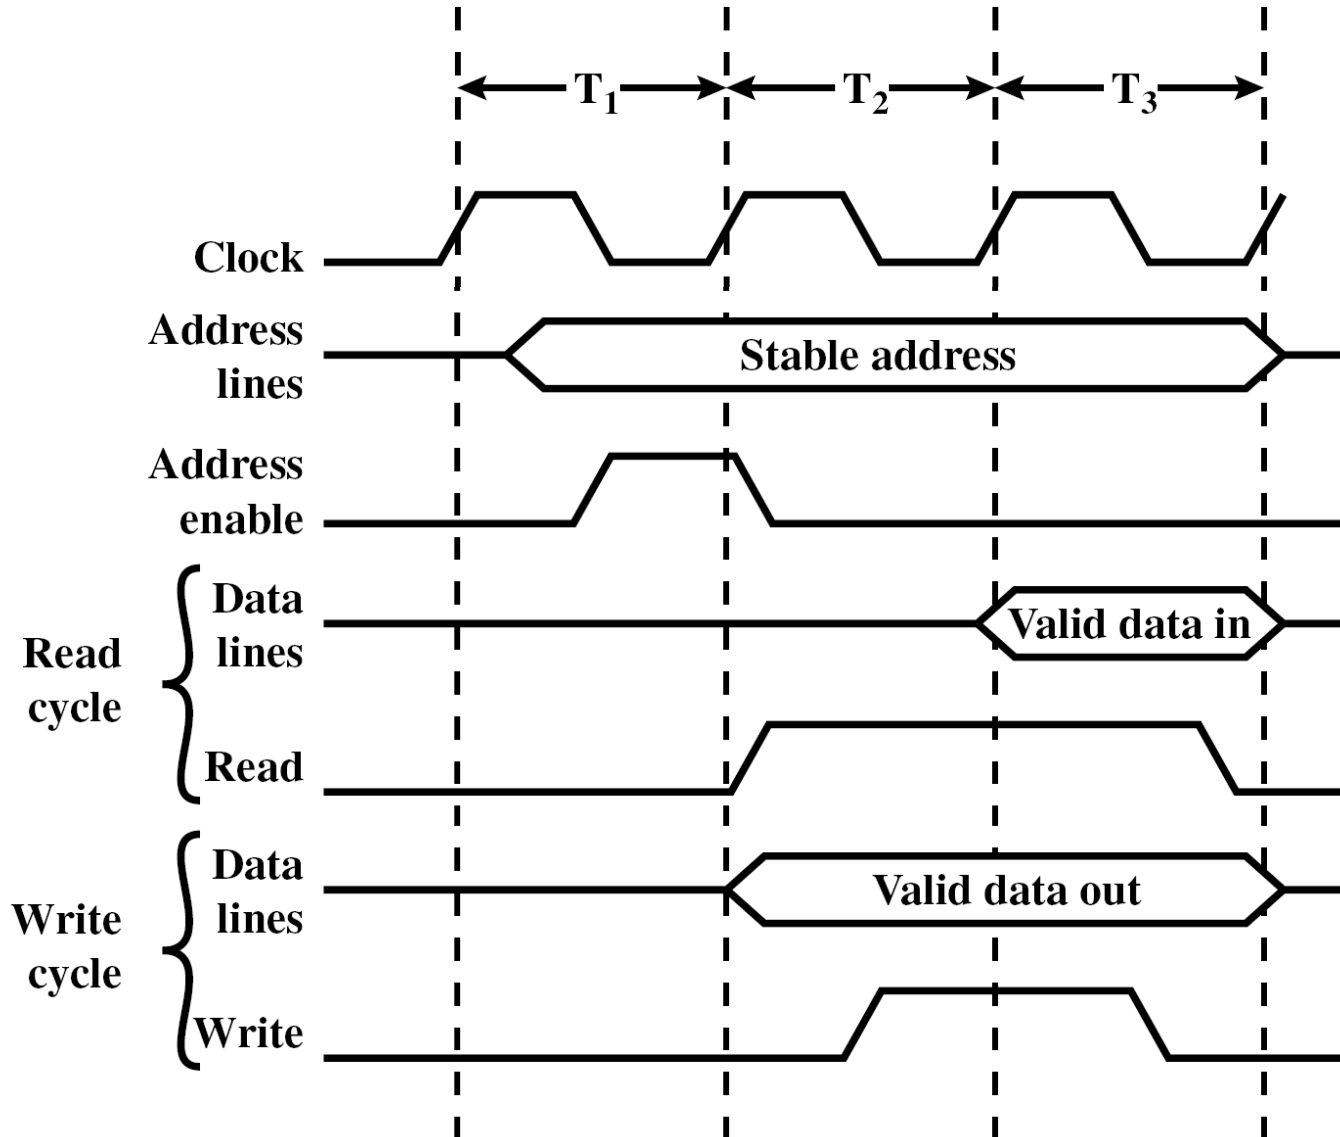 T1 T2 T3
Clock
Address
lines
Stable address
Address
enable
Read
cycle
Data
lines
Valid data in
Read
Write
cycle
Data
lines
Valid data out
Write